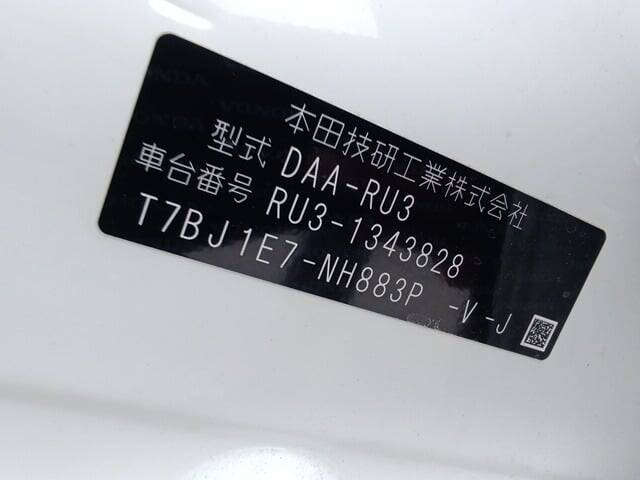 本田技研工業株式会社
型式 DAA-RU3
車台番号 RU3-1343828
T7BJ1E7-NH883P -V-J